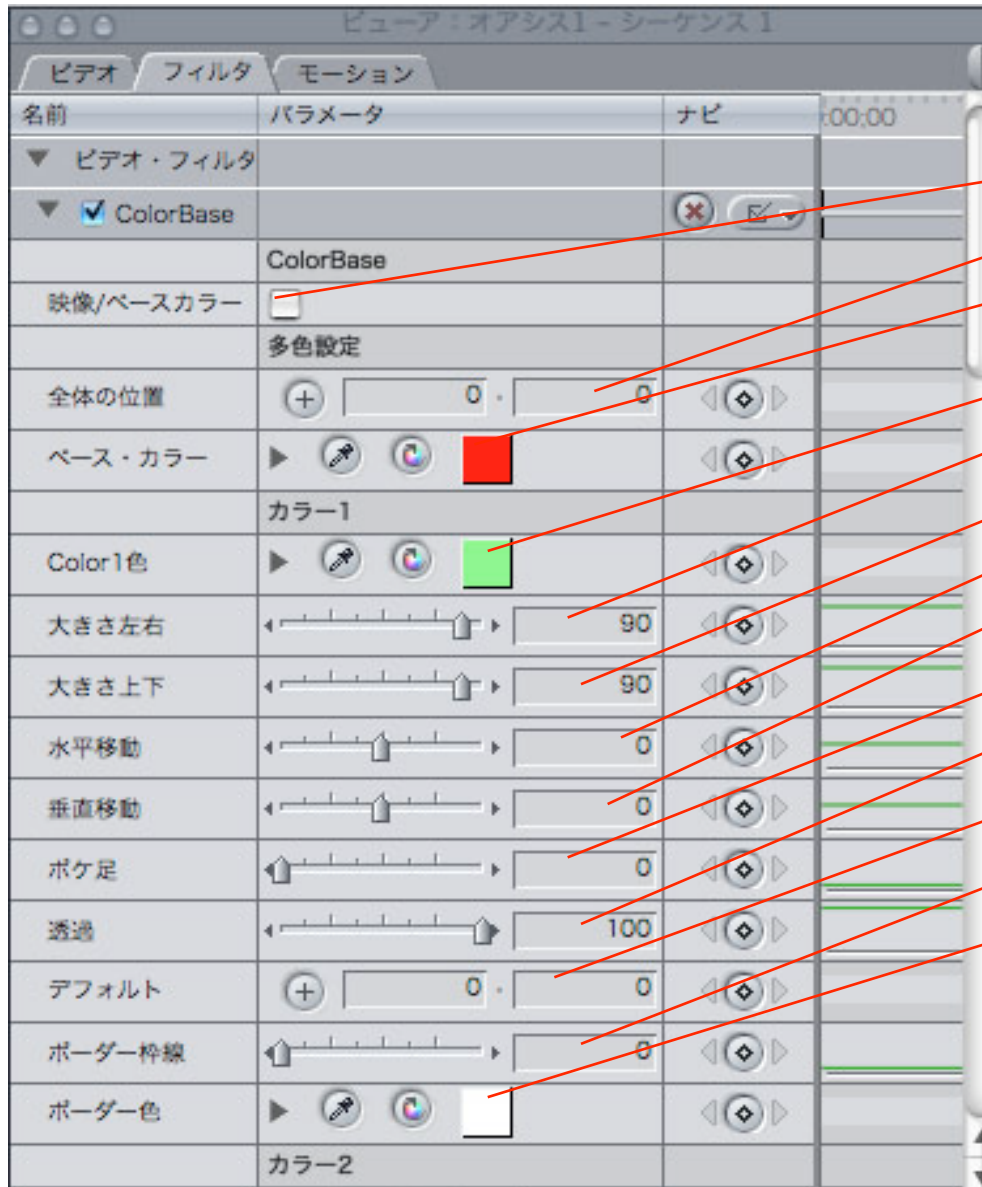 ビューア：オアシス1 - シーケンス 1
ビデオ フィルタ モーション
名前 パラメータ ナビ :00;00
ビデオ・フィルタ
ColorBase
ColorBase
映像/ベースカラー
多色設定
全体の位置 0 . 0
ベース・カラー
カラー1
Color1色
大きさ左右 90
大きさ上下 90
水平移動 0
垂直移動 0
ボケ足 0
透過 100
デフォルト 0 . 0
ボーダー枠線 0
ボーダー色
カラー2